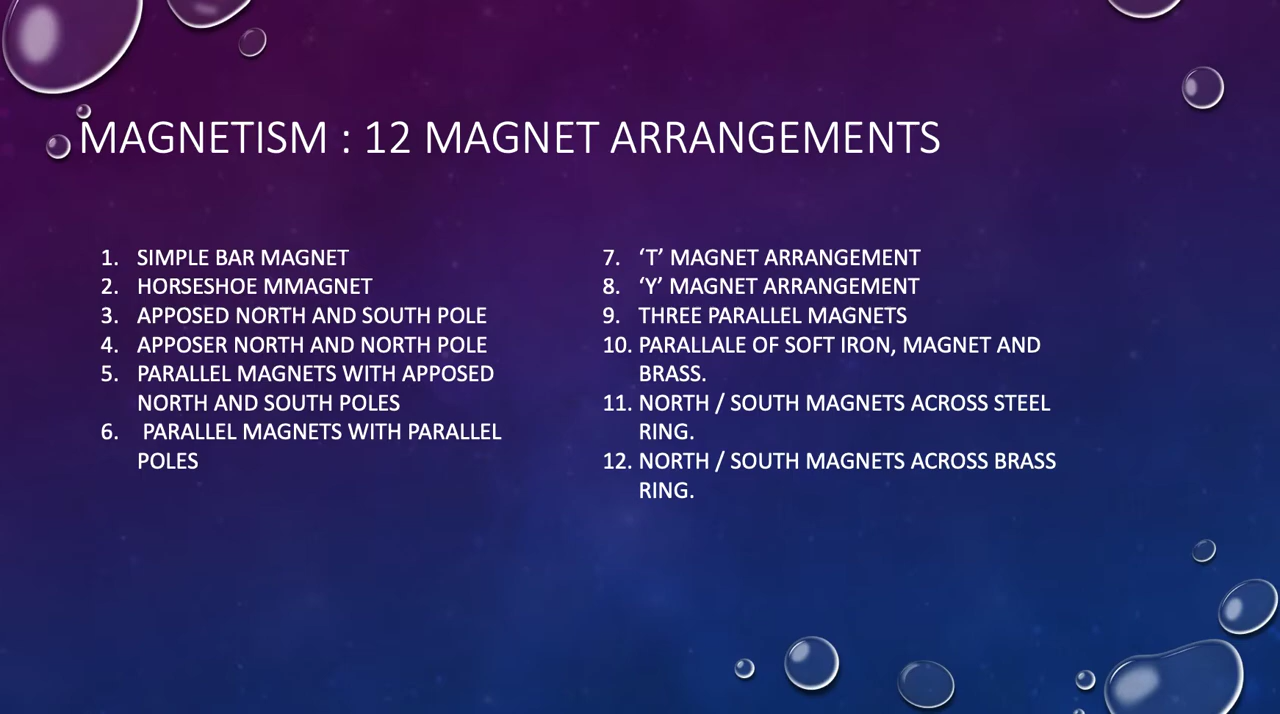 MAGNETISM : 12 MAGNET ARRANGEMENTS
1. SIMPLE BAR MAGNET
2. HORSESHOE MMAGNET
3. APPOSED NORTH AND SOUTH POLE
4. APPOSER NORTH AND NORTH POLE
5. PARALLEL MAGNETS WITH APPOSED
NORTH AND SOUTH POLES
6. PARALLEL MAGNETS WITH PARALLEL
POLES
7. ‘T’ MAGNET ARRANGEMENT
8. ‘Y’ MAGNET ARRANGEMENT
9. THREE PARALLEL MAGNETS
10. PARALLALE OF SOFT IRON, MAGNET AND
BRASS.
11. NORTH / SOUTH MAGNETS ACROSS STEEL
RING.
12. NORTH / SOUTH MAGNETS ACROSS BRASS
RING.